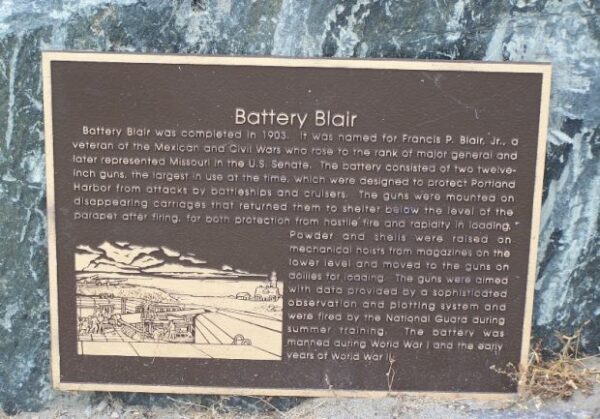 Battery Blair
Battery Blair was completed in 1903. It was named for Francis P. Blair, Jr., a
veteran of the Mexican and Civil Wars who rose to the rank of major general and
later represented Missouri in the U.S. Senate. The battery consisted of two twelve-
inch guns, the largest in use at the time, which were designed to protect Portland
Harbor from attacks by battleships and cruisers. The guns were mounted on
disappearing carriages that returned them to shelter below the level of the
parapet after firing, for both protection from hostile fire and rapidity in loading.
Powder and shells were raised on
mechanical hoists from magazines on the
lower level and moved to the guns on
dollies for loading. The guns were aimed
with data provided by a sophisticated
observation and plotting system and
were fired by the National Guard during
summer training. The battery was
manned during World War I and the early
years of World War II.